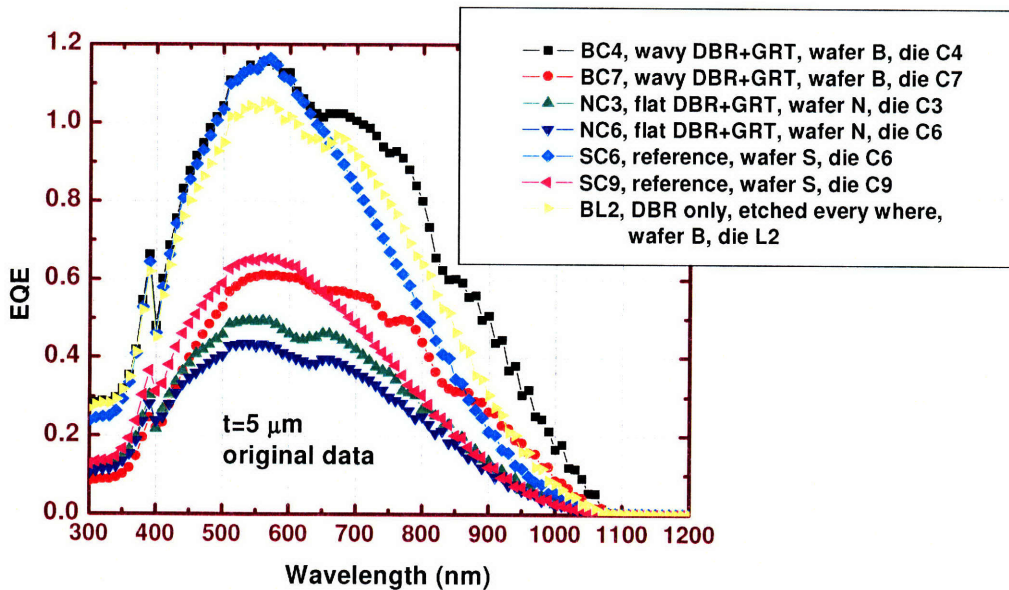 BC4, wavy DBR+GRT, wafer B, die C4
BC7, wavy DBR+GRT, wafer B, die C7
NC3, flat DBR+GRT, wafer N, die C3
NC6, flat DBR+GRT, wafer N, die C6
SC6, reference, wafer S, die C6
SC9, reference, wafer S, die C9
BL2, DBR only, etched every where,
wafer B, die L2
1.2
1.0
0.8
0.6
0.4
0.2
0.0
EQE
t=5 μm
original data
300 400 500 600 700 800 900 1000 1100 1200
Wavelength (nm)